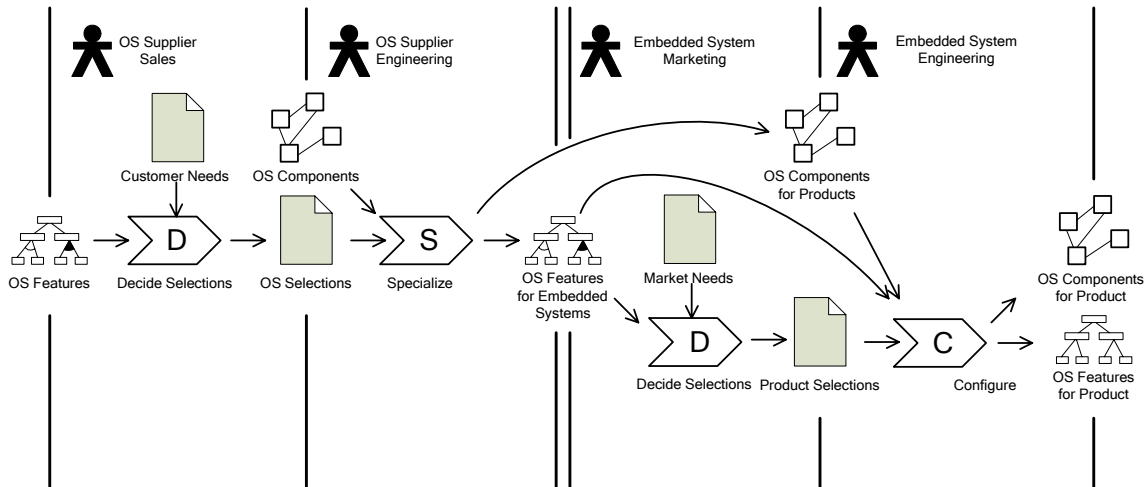 OS Supplier
Sales
OS Supplier
Engineering
Embedded System
Marketing
Embedded System
Engineering
Customer Needs
OS Components
OS Components
for Products
OS Features
D
Decide Selections
OS Selections
S
Specialize
OS Features
for Embedded
Systems
Market Needs
D
Decide Selections
Product Selections
C
Configure
OS Components
for Product
OS Features
for Product